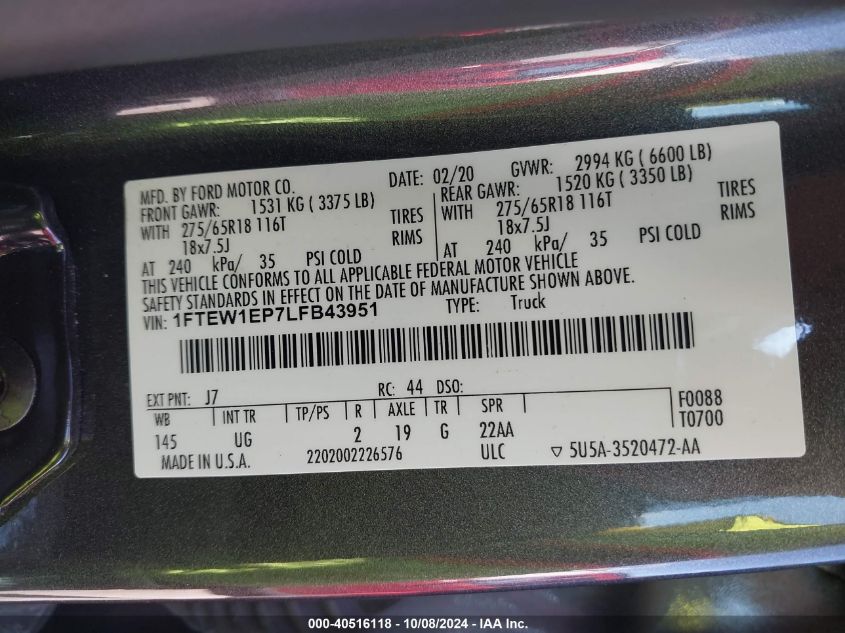 MFD. BY FORD MOTOR CO. DATE: 02/20 GVWR: 2994 KG ( 6600 LB)
FRONT GAWR: 1531 KG ( 3375 LB) REAR GAWR: 1520 KG ( 3350 LB)
WITH 275/65R18 116T TIRES WITH 275/65R18 116T TIRES
18x7.5J RIMS 18x7.5J RIMS
AT 240 kPa/ 35 PSI COLD AT 240 kPa/ 35 PSI COLD
THIS VEHICLE CONFORMS TO ALL APPLICABLE FEDERAL MOTOR VEHICLE
SAFETY STANDARDS IN EFFECT ON THE DATE OF MANUFACTURE SHOWN ABOVE.
VIN: 1FTEW1EP7LFB43951 TYPE: Truck
EXT PNT: J7 RC: 44 DSO: F0088
WB INT TR TP/PS R AXLE TR SPR T0700
145 UG 2 19 G 22AA
MADE IN U.S.A. 2202002226576 ULC ▽ 5U5A-3520472-AA
000-40516118 - 10/08/2024 - IAA Inc.